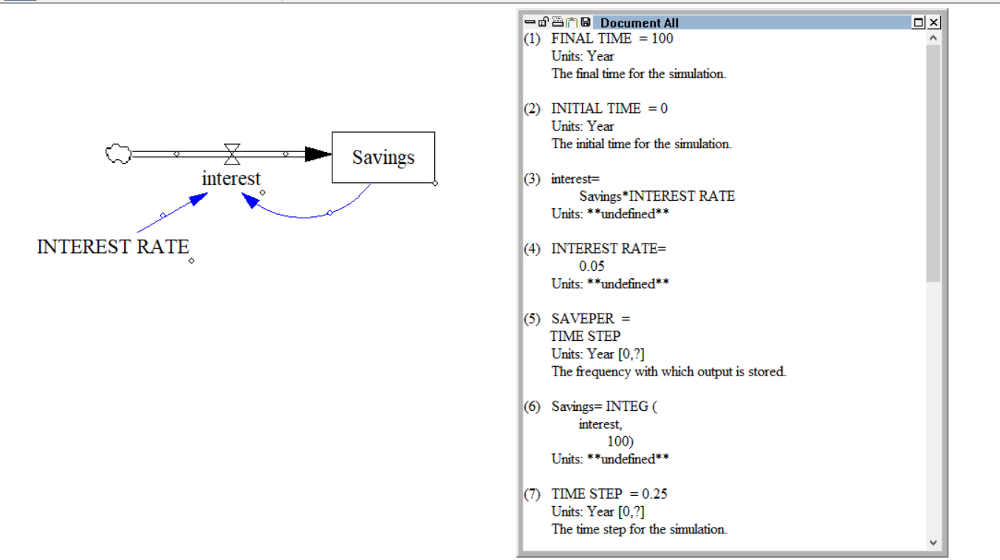 Savings
interest
INTEREST RATE
Document All
(1) FINAL TIME = 100
Units: Year
The final time for the simulation.
(2) INITIAL TIME = 0
Units: Year
The initial time for the simulation.
(3) interest=
Savings*INTEREST RATE
Units: **undefined**
(4) INTEREST RATE=
0.05
Units: **undefined**
(5) SAVEPER =
TIME STEP
Units: Year [0,?]
The frequency with which output is stored.
(6) Savings= INTEG (
interest,
100)
Units: **undefined**
(7) TIME STEP = 0.25
Units: Year [0,?]
The time step for the simulation.